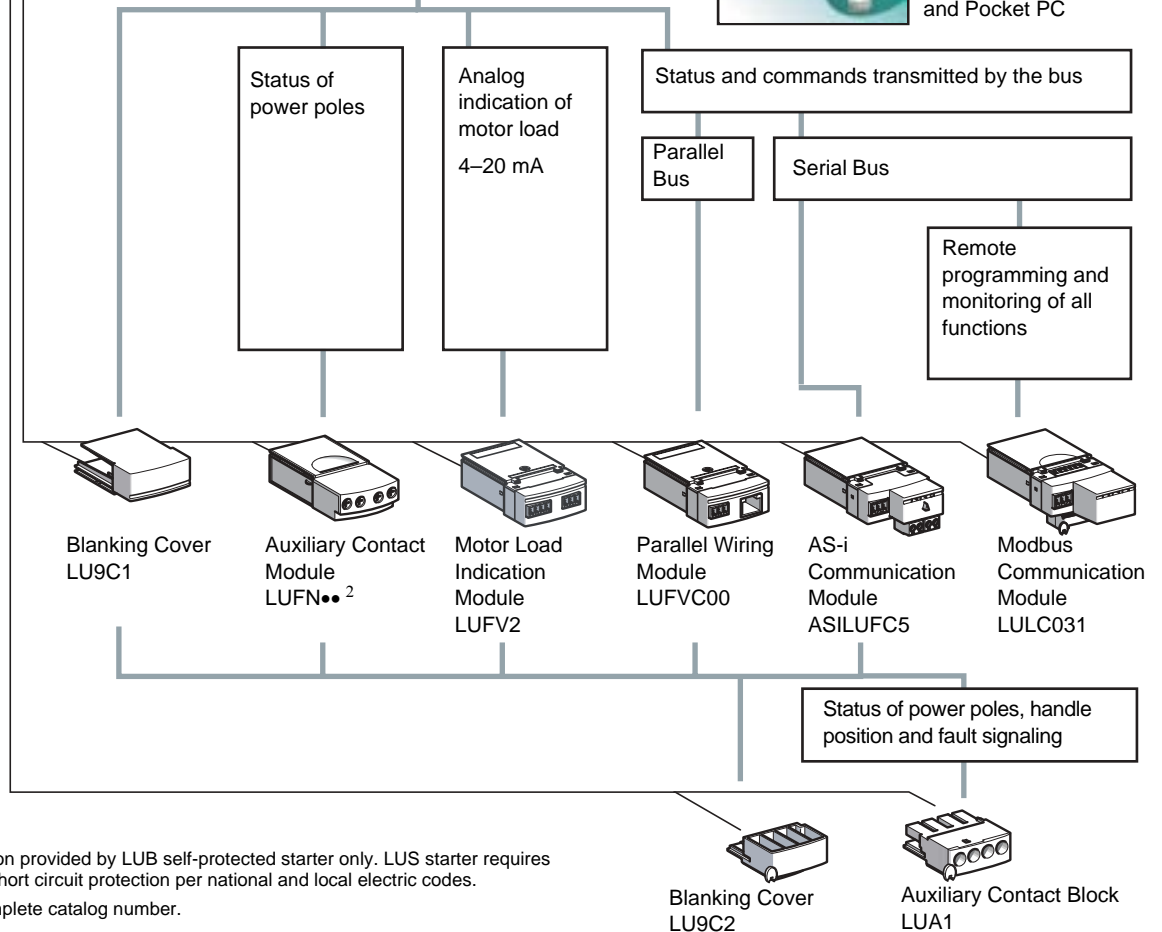 and Pocket PC
Status of
power poles
Analog
indication of
motor load
4–20 mA
Status and commands transmitted by the bus
Parallel
Bus
Serial Bus
Remote
programming and
monitoring of all
functions
Blanking Cover
LU9C1
Auxiliary Contact
Module
LUFN•• 2
Motor Load
Indication
Module
LUFV2
Parallel Wiring
Module
LUFVC00
AS-i
Communication
Module
ASILUFC5
Modbus
Communication
Module
LULC031
Status of power poles, handle
position and fault signaling
Blanking Cover
LU9C2
Auxiliary Contact Block
LUA1
on provided by LUB self-protected starter only. LUS starter requires
hort circuit protection per national and local electric codes.
nplete catalog number.